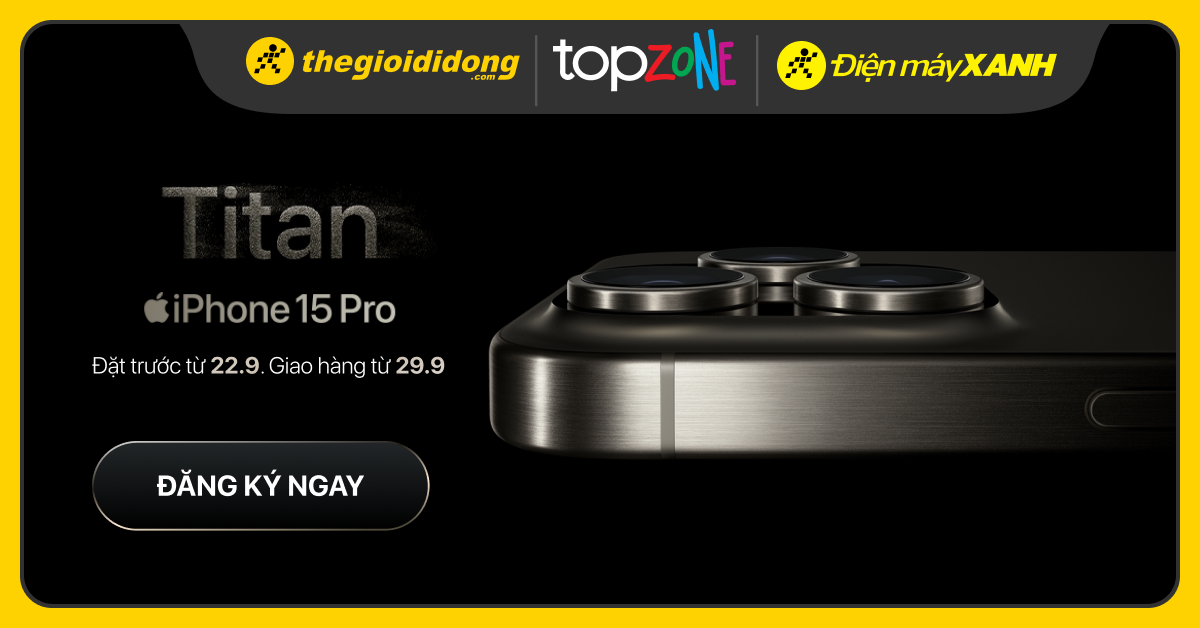 thegioididong
.com
topzone
Điện máyXANH
Titan
iPhone 15 Pro
Đặt trước từ 22.9. Giao hàng từ 29.9
ĐĂNG KÝ NGAY